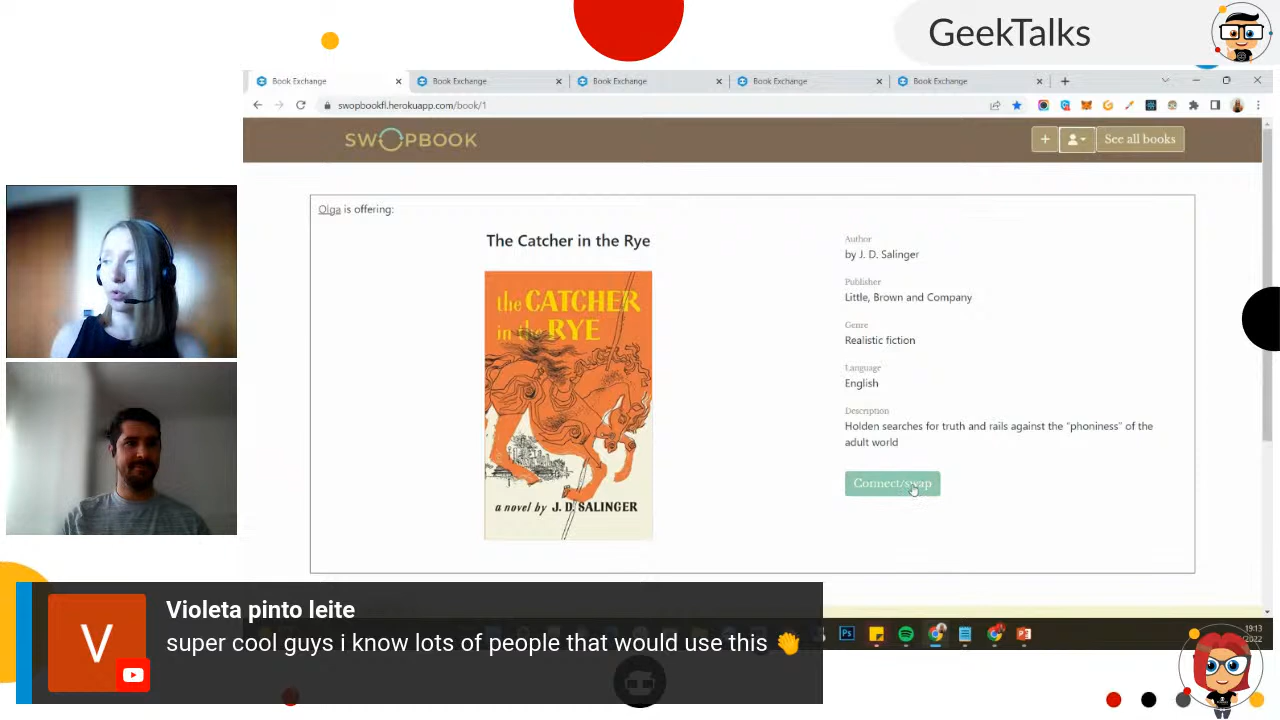 GeekTalks
Book Exchange
Book Exchange
Book Exchange
Book Exchange
Book Exchange
swopbookfl.herokuapp.com/book/1
SWOPBOOK
See all books
Olga is offering:
The Catcher in the Rye
the CATCHER
in the RYE
a novel by J. D. SALINGER
Author
by J. D. Salinger
Publisher
Little, Brown and Company
Genre
Realistic fiction
Language
English
Description
Holden searches for truth and rails against the "phoniness" of the
adult world
Connect/swap
V
Violeta pinto leite
super cool guys i know lots of people that would use this 👏
Ps
19:13